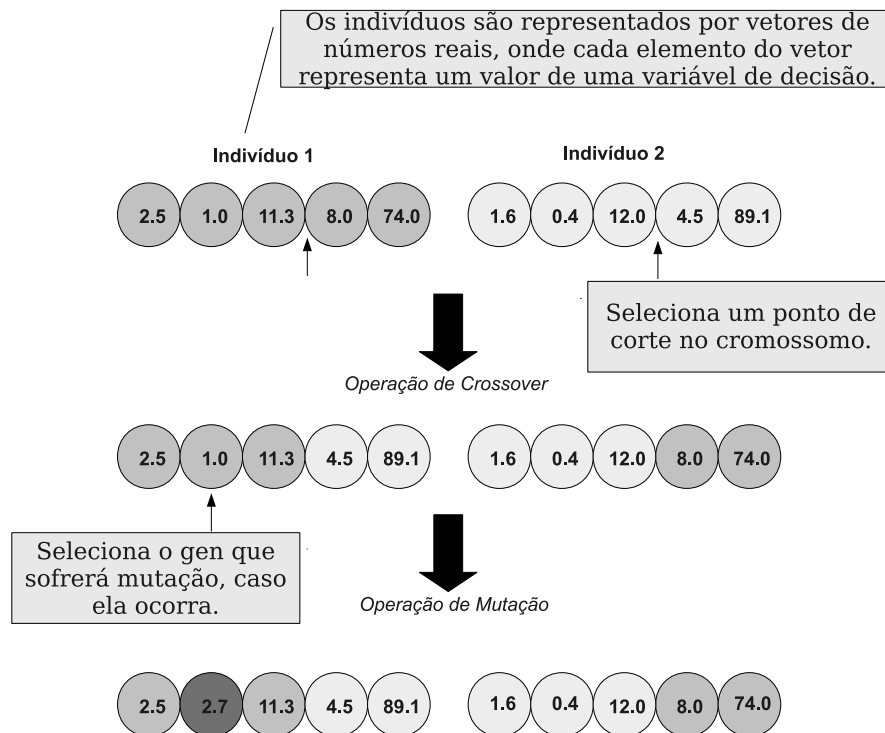 Os indivíduos são representados por vetores de
números reais, onde cada elemento do vetor
representa um valor de uma variável de decisão.
Indivíduo 1
Indivíduo 2
2.5 1.0 11.3 8.0 74.0
1.6 0.4 12.0 4.5 89.1
Seleciona um ponto de
corte no cromossomo.
Operação de Crossover
2.5 1.0 11.3 4.5 89.1
1.6 0.4 12.0 8.0 74.0
Seleciona o gen que
sofrerá mutação, caso
ela ocorra.
Operação de Mutação
2.5 2.7 11.3 4.5 89.1
1.6 0.4 12.0 8.0 74.0